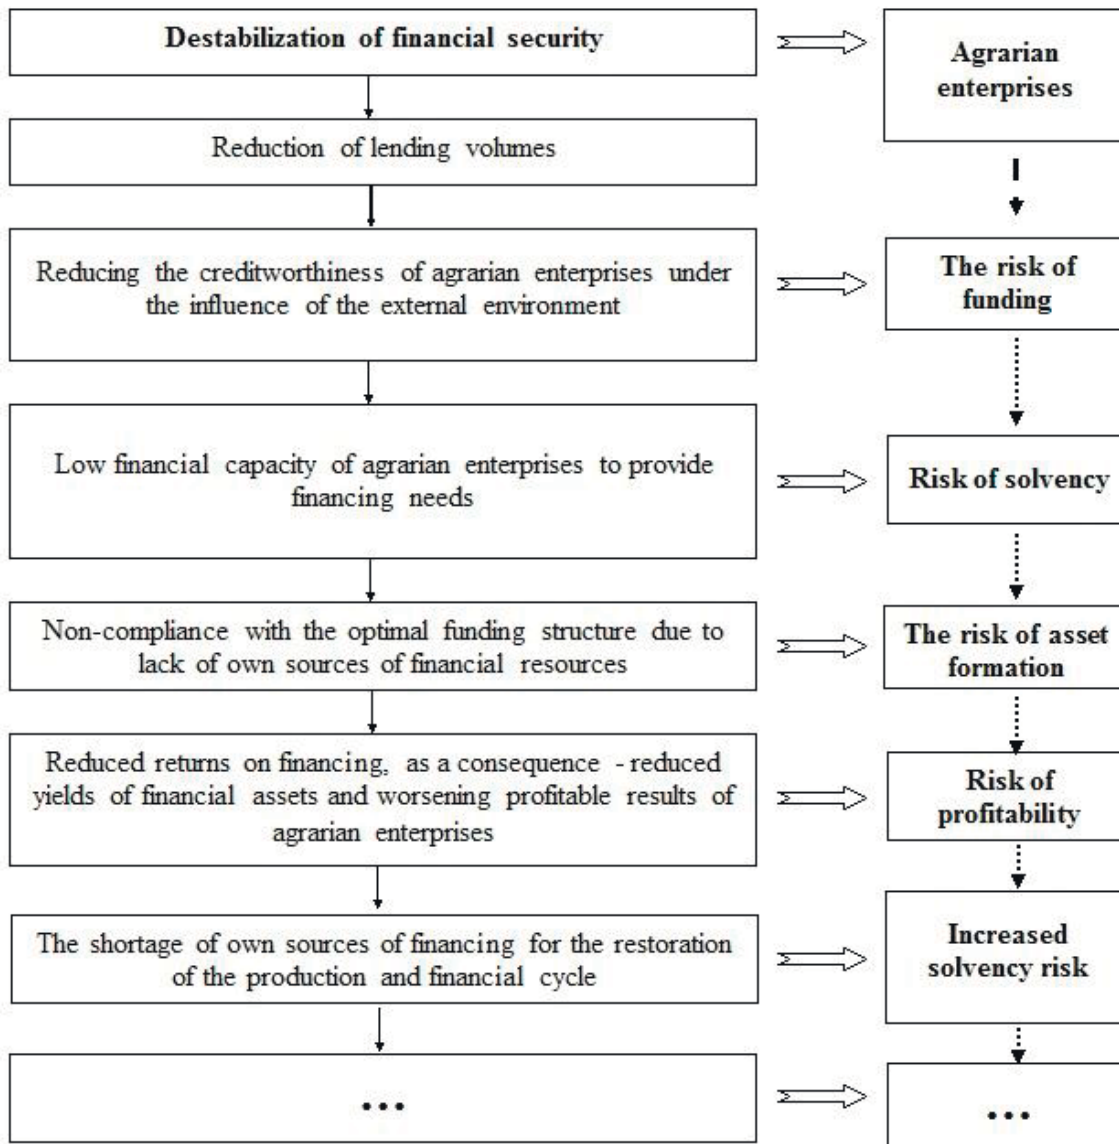 Destabilization of financial security
Agrarian
enterprises
Reduction of lending volumes
Reducing the creditworthiness of agrarian enterprises under
the influence of the external environment
The risk of
funding
Low financial capacity of agrarian enterprises to provide
financing needs
Risk of solvency
Non-compliance with the optimal funding structure due to
lack of own sources of financial resources
The risk of asset
formation
Reduced returns on financing, as a consequence - reduced
yields of financial assets and worsening profitable results of
agrarian enterprises
Risk of
profitability
The shortage of own sources of financing for the restoration
of the production and financial cycle
Increased
solvency risk
...
...